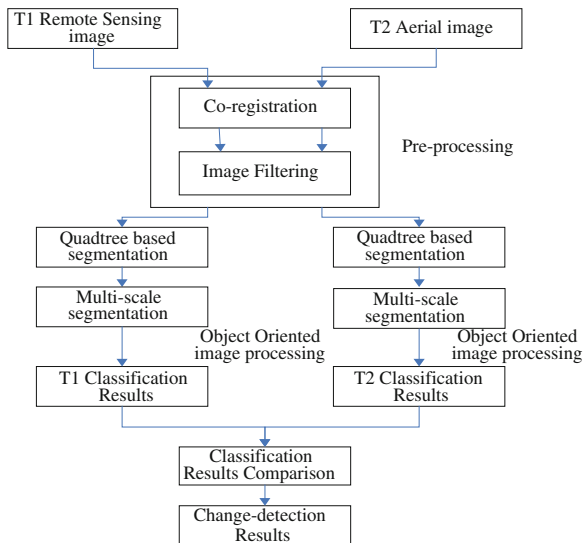 T1 Remote Sensing
image
T2 Aerial image
Co-registration
Pre-processing
Image Filtering
Quadtree based
segmentation
Quadtree based
segmentation
Multi-scale
segmentation
Multi-scale
segmentation
Object Oriented
image processing
Object Oriented
image processing
T1 Classification
Results
T2 Classification
Results
Classification
Results Comparison
Change-detection
Results